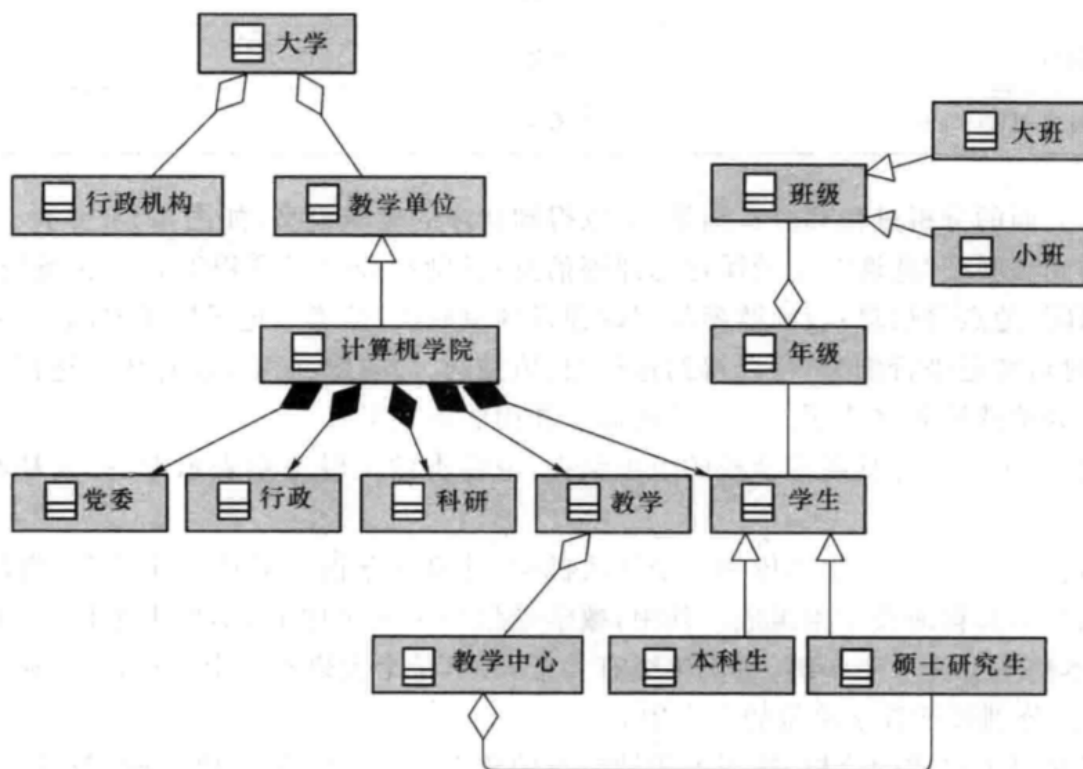 大学
大班
行政机构
教学单位
班级
小班
计算机学院
年级
党委
行政
科研
教学
学生
教学中心
本科生
硕士研究生